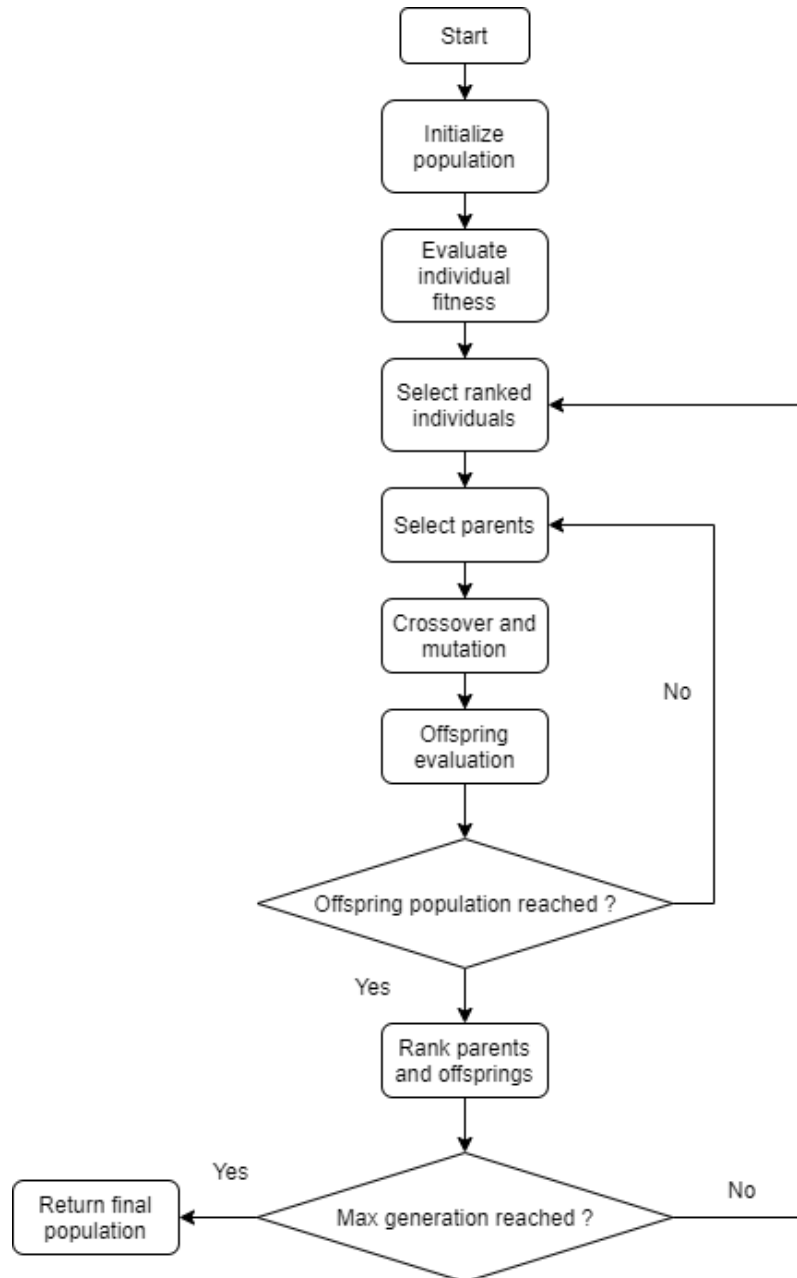 Start
Initialize
population
Evaluate
individual
fitness
Select ranked
individuals
Select parents
Crossover and
mutation
No
Offspring
evaluation
Offspring population reached ?
Yes
Rank parents
and offsprings
Yes
No
Return final
population
Max generation reached ?